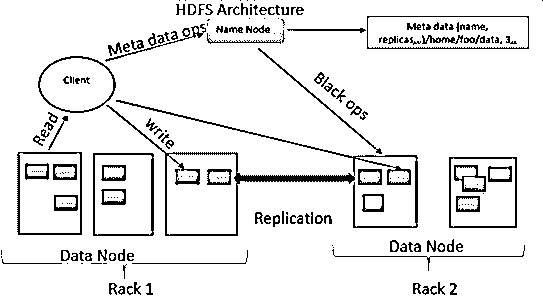 HDFS Architecture
Meta data ops
Name Node
Meta data (name,
replicas,..)/home/foo/data, 3...
Client
Black ops
Read
write
Replication
Data Node
Data Node
Rack 1
Rack 2